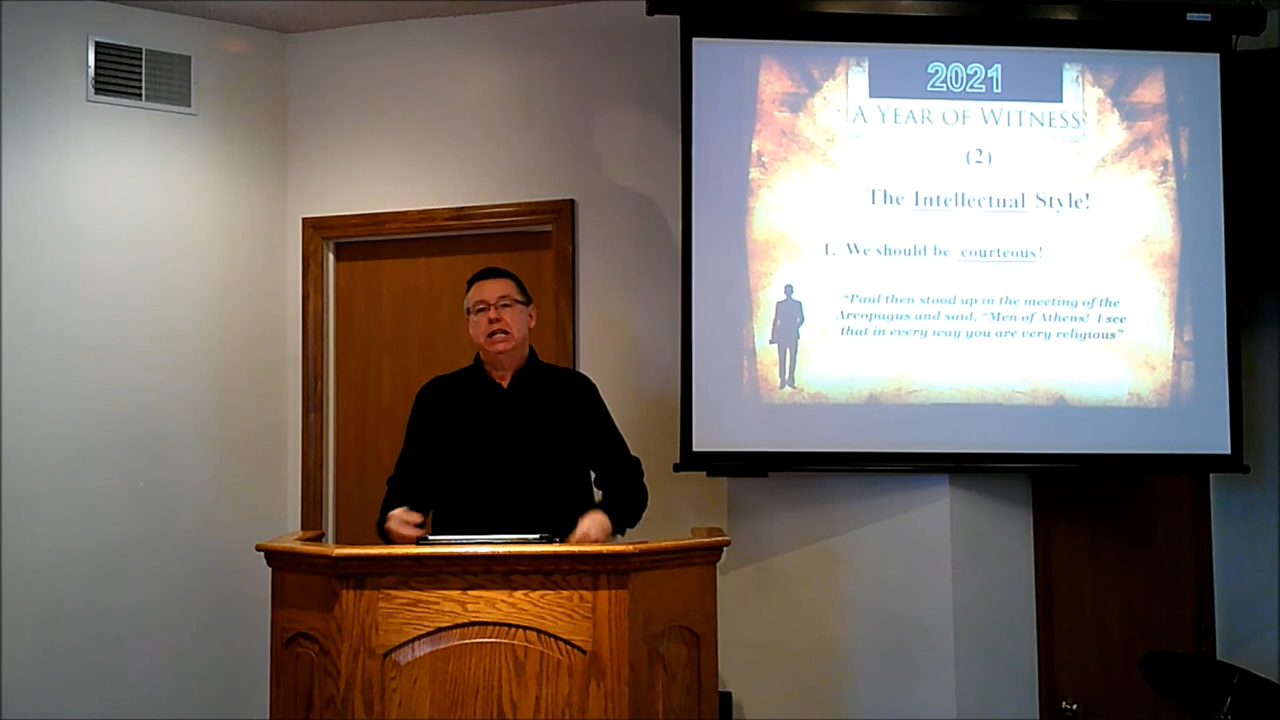 2021
A YEAR OF WITNESS
(2)
The Intellectual Style!
1. We should be courteous!
“Paul then stood up in the meeting of the
Areopagus and said, “Men of Athens! I see
that in every way you are very religious”